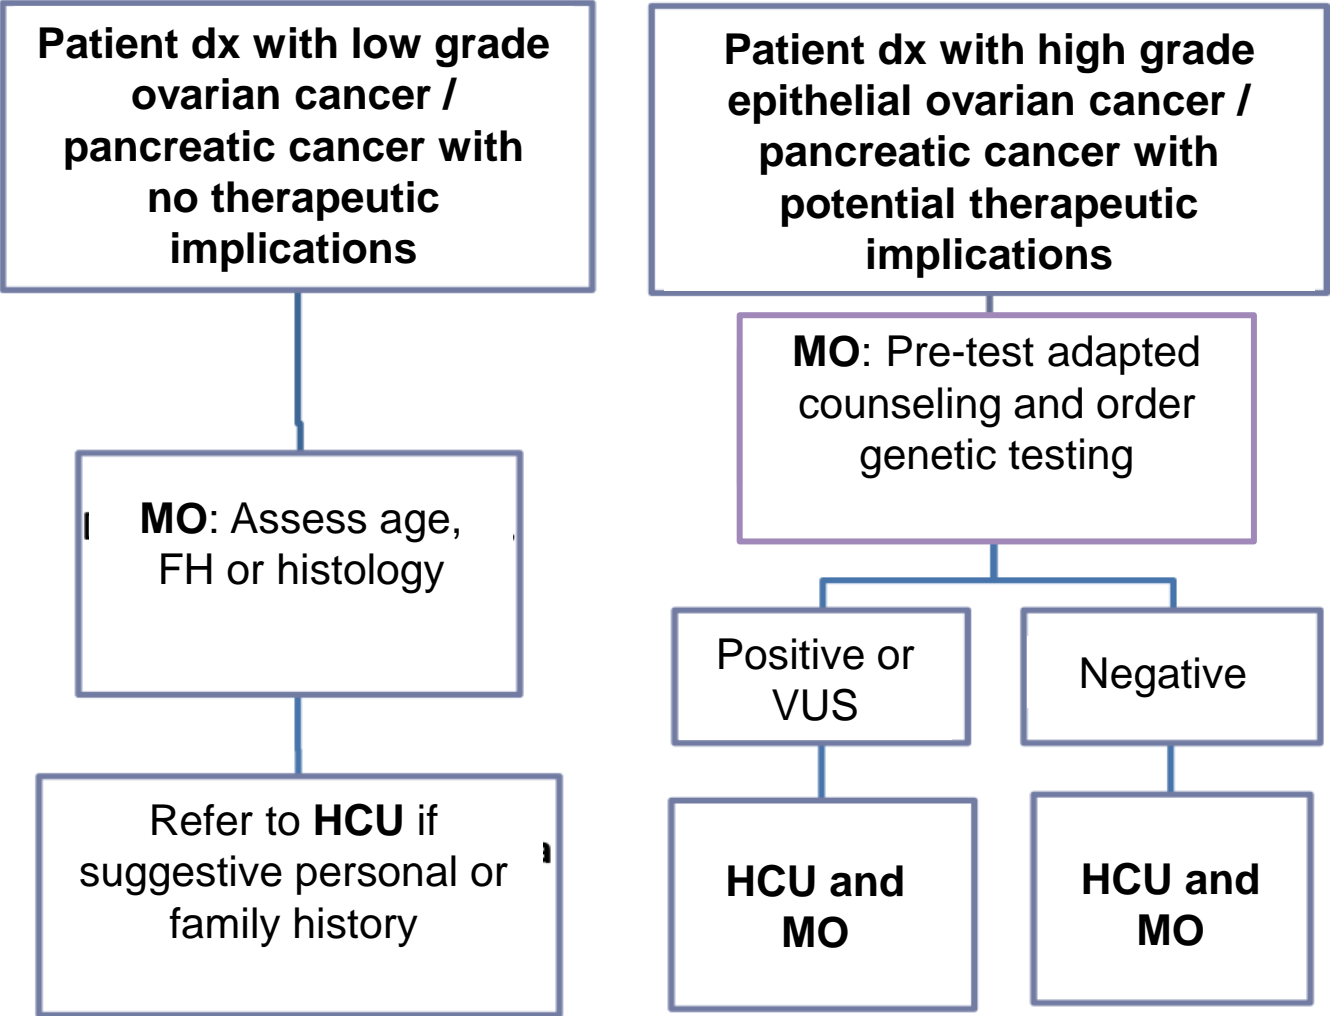 Patient dx with low grade
ovarian cancer /
pancreatic cancer with
no therapeutic
implications
Patient dx with high grade
epithelial ovarian cancer /
pancreatic cancer with
potential therapeutic
implications
MO: Pre-test adapted
counseling and order
genetic testing
MO: Assess age,
FH or histology
Positive or
VUS
Negative
Refer to HCU if
suggestive personal or
family history
HCU and
MO
HCU and
MO